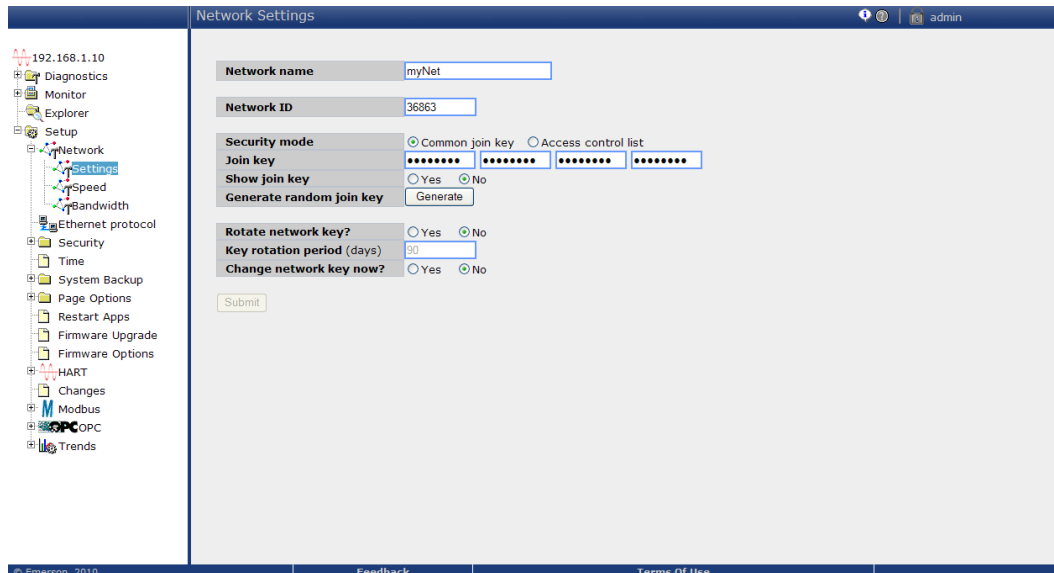 Network Settings
admin
192.168.1.10
Diagnostics
Monitor
Explorer
Setup
Network
Settings
Speed
Bandwidth
Ethernet protocol
Security
Time
System Backup
Page Options
Restart Apps
Firmware Upgrade
Firmware Options
HART
Changes
Modbus
OPC OPC
Trends
Network name myNet
Network ID 36863
Security mode Common join key Access control list
Join key •••••••• •••••••• •••••••• ••••••••
Show join key Yes No
Generate random join key Generate
Rotate network key? Yes No
Key rotation period (days) 90
Change network key now? Yes No
Submit
© Emerson, 2010 Feedback Terms Of Use